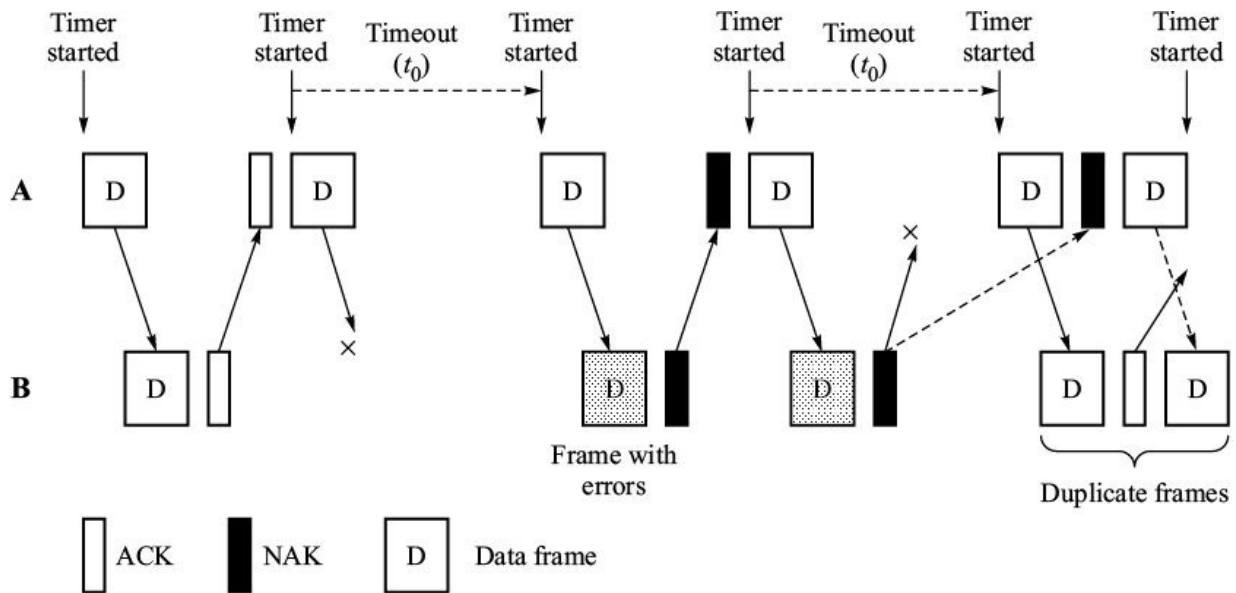 Timer
started
Timer
started
Timeout
(t0)
Timer
started
Timer
started
Timeout
(t0)
Timer
started
Timer
started
A
D
D
D
D
D
D
×
×
B
D
D
D
D
D
Frame with
errors
Duplicate frames
ACK
NAK
D
Data frame